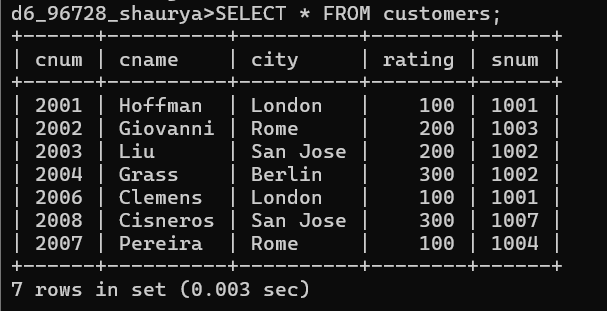 d6_96728_shaurya>SELECT * FROM customers;
+------+----------+----------+--------+------+
| cnum | cname    | city     | rating | snum |
+------+----------+----------+--------+------+
| 2001 | Hoffman  | London   |    100 | 1001 |
| 2002 | Giovanni | Rome     |    200 | 1003 |
| 2003 | Liu      | San Jose |    200 | 1002 |
| 2004 | Grass    | Berlin   |    300 | 1002 |
| 2006 | Clemens  | London   |    100 | 1001 |
| 2008 | Cisneros | San Jose |    300 | 1007 |
| 2007 | Pereira  | Rome     |    100 | 1004 |
+------+----------+----------+--------+------+
7 rows in set (0.003 sec)